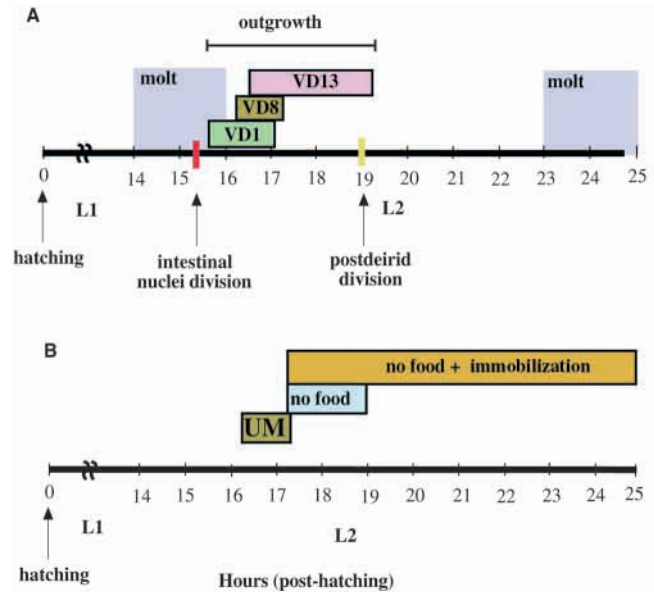 A
outgrowth
molt
VD13
molt
VD8
VD1
0 14 15 16 17 18 19 20 21 22 23 24 25
L1
L2
hatching
intestinal
nuclei division
postdeirid
division
B
no food + immobilization
no food
UM
0 14 15 16 17 18 19 20 21 22 23 24 25
L1
L2
hatching
Hours (post-hatching)